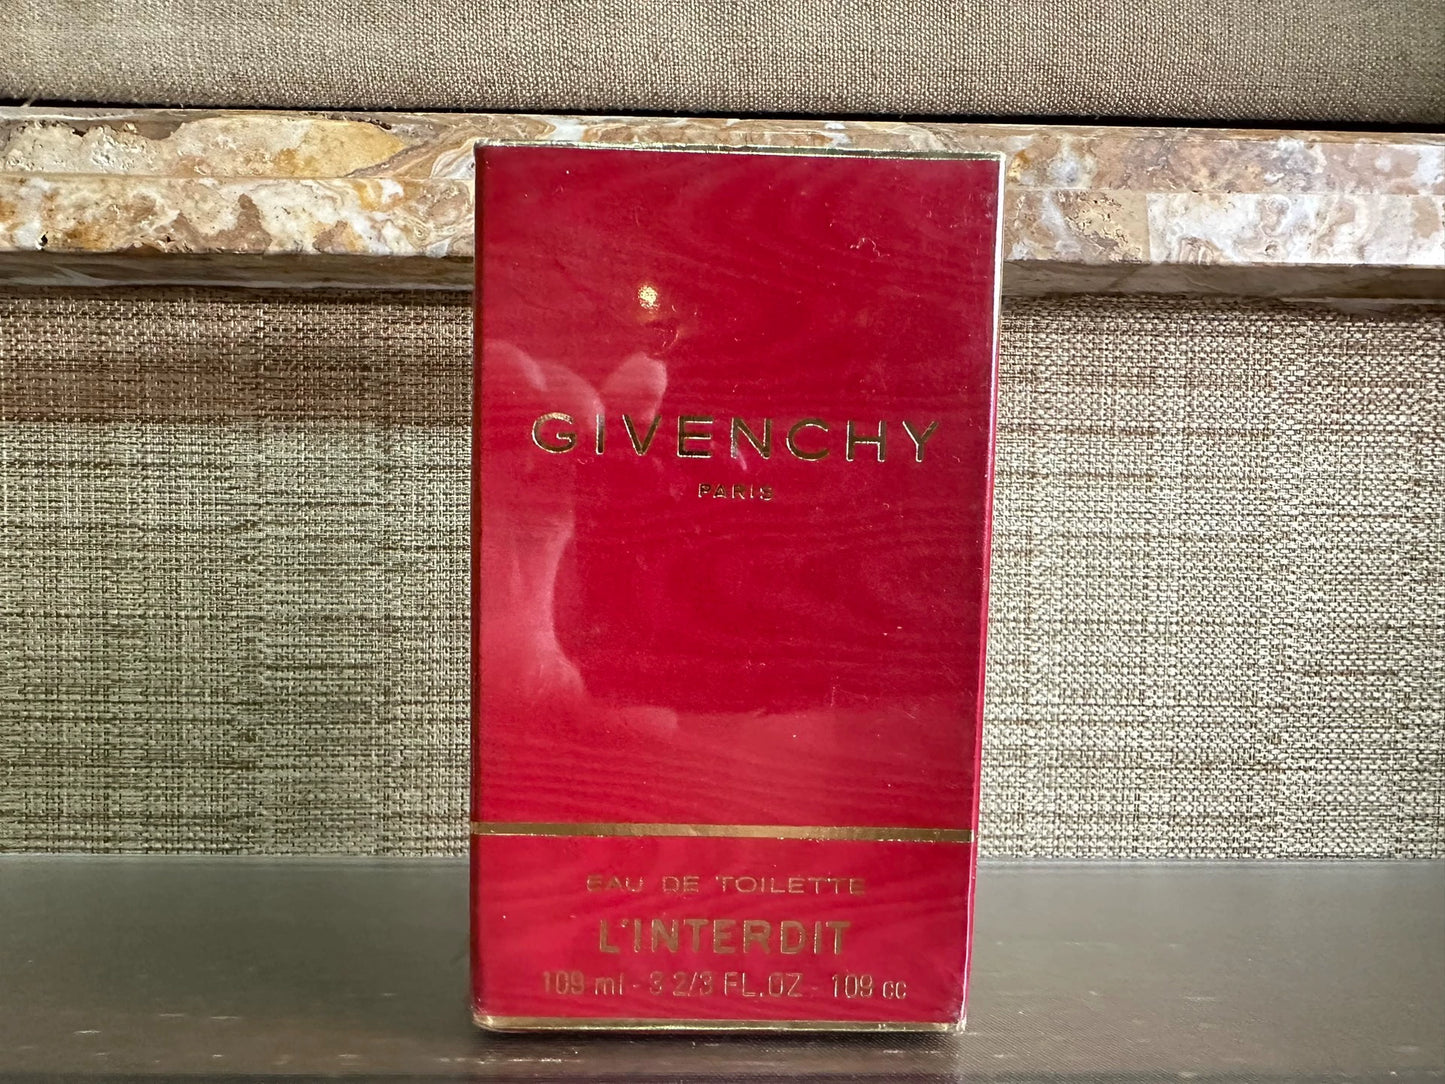 GIVENCHY
PARIS
EAU DE TOILETTE
L'INTERDIT
109 ml - 3 2/3 FL.OZ - 109 cc